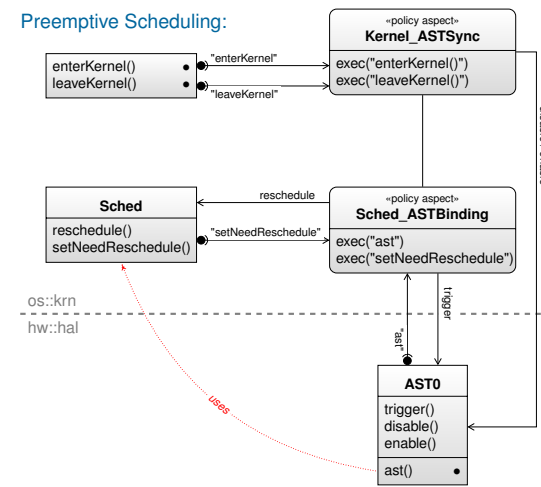 Preemptive Scheduling:
«policy aspect»
Kernel_ASTSync
enterKernel()
leaveKernel()
"enterKernel"
"leaveKernel"
exec("enterKernel()")
exec("leaveKernel()")
Sched
reschedule()
setNeedReschedule()
reschedule
"setNeedReschedule"
«policy aspect»
Sched_ASTBinding
exec("ast")
exec("setNeedReschedule")
os::krn
hw::hal
trigger
"ast"
uses
AST0
trigger()
disable()
enable()
ast()